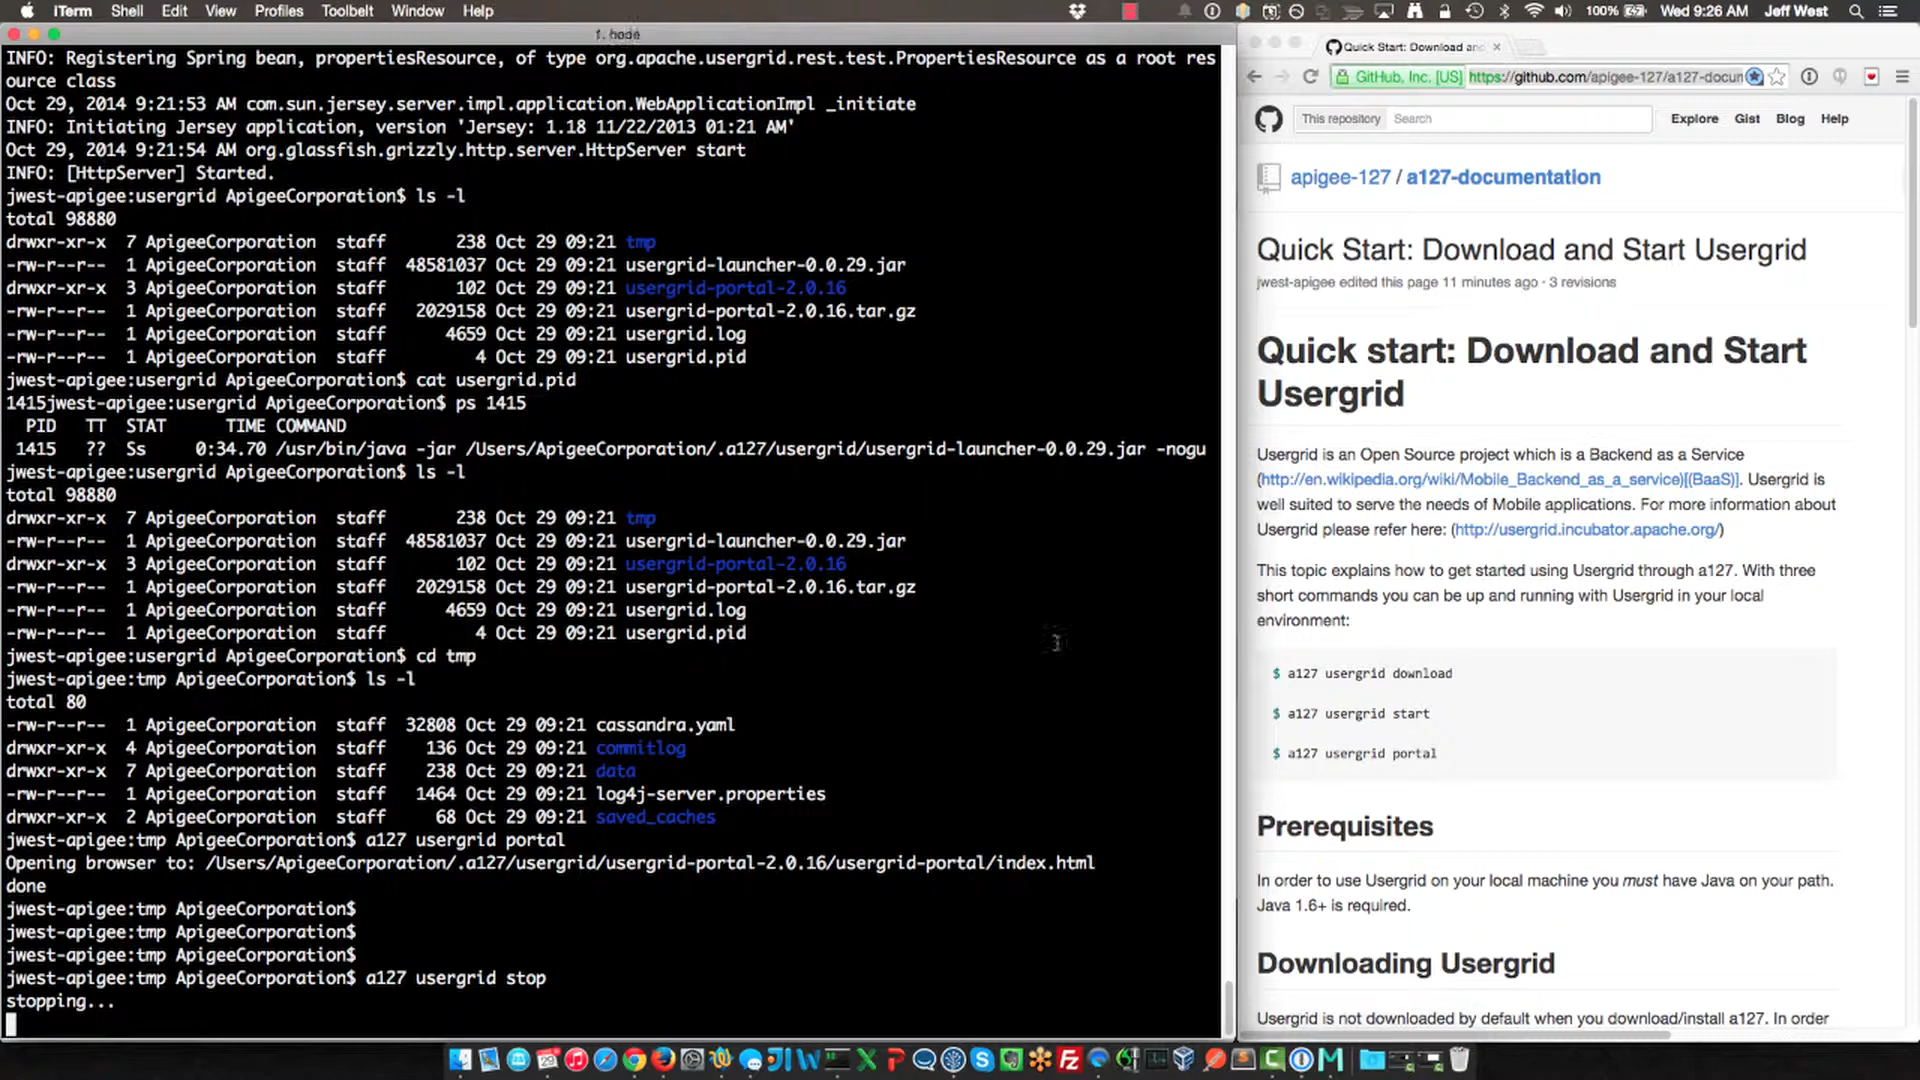 iTerm Shell Edit View Profiles Toolbelt Window Help 100% Wed 9:26 AM Jeff West
1. node
INFO: Registering Spring bean, propertiesResource, of type org.apache.usergrid.rest.test.PropertiesResource as a root res
ource class
Oct 29, 2014 9:21:53 AM com.sun.jersey.server.impl.application.WebApplicationImpl _initiate
INFO: Initiating Jersey application, version 'Jersey: 1.18 11/22/2013 01:21 AM'
Oct 29, 2014 9:21:54 AM org.glassfish.grizzly.http.server.HttpServer start
INFO: [HttpServer] Started.
jwest-apigee:usergrid ApigeeCorporation$ ls -l
total 98880
drwxr-xr-x 7 ApigeeCorporation staff 238 Oct 29 09:21 tmp
-rw-r--r-- 1 ApigeeCorporation staff 48581037 Oct 29 09:21 usergrid-launcher-0.0.29.jar
drwxr-xr-x 3 ApigeeCorporation staff 102 Oct 29 09:21 usergrid-portal-2.0.16
-rw-r--r-- 1 ApigeeCorporation staff 2029158 Oct 29 09:21 usergrid-portal-2.0.16.tar.gz
-rw-r--r-- 1 ApigeeCorporation staff 4659 Oct 29 09:21 usergrid.log
-rw-r--r-- 1 ApigeeCorporation staff 4 Oct 29 09:21 usergrid.pid
jwest-apigee:usergrid ApigeeCorporation$ cat usergrid.pid
1415jwest-apigee:usergrid ApigeeCorporation$ ps 1415
PID TT STAT TIME COMMAND
1415 ?? Ss 0:34.70 /usr/bin/java -jar /Users/ApigeeCorporation/.a127/usergrid/usergrid-launcher-0.0.29.jar -nogu
jwest-apigee:usergrid ApigeeCorporation$ ls -l
total 98880
drwxr-xr-x 7 ApigeeCorporation staff 238 Oct 29 09:21 tmp
-rw-r--r-- 1 ApigeeCorporation staff 48581037 Oct 29 09:21 usergrid-launcher-0.0.29.jar
drwxr-xr-x 3 ApigeeCorporation staff 102 Oct 29 09:21 usergrid-portal-2.0.16
-rw-r--r-- 1 ApigeeCorporation staff 2029158 Oct 29 09:21 usergrid-portal-2.0.16.tar.gz
-rw-r--r-- 1 ApigeeCorporation staff 4659 Oct 29 09:21 usergrid.log
-rw-r--r-- 1 ApigeeCorporation staff 4 Oct 29 09:21 usergrid.pid
jwest-apigee:usergrid ApigeeCorporation$ cd tmp
jwest-apigee:tmp ApigeeCorporation$ ls -l
total 80
-rw-r--r-- 1 ApigeeCorporation staff 32808 Oct 29 09:21 cassandra.yaml
drwxr-xr-x 4 ApigeeCorporation staff 136 Oct 29 09:21 commitlog
drwxr-xr-x 7 ApigeeCorporation staff 238 Oct 29 09:21 data
-rw-r--r-- 1 ApigeeCorporation staff 1464 Oct 29 09:21 log4j-server.properties
drwxr-xr-x 2 ApigeeCorporation staff 68 Oct 29 09:21 saved_caches
jwest-apigee:tmp ApigeeCorporation$ a127 usergrid portal
Opening browser to: /Users/ApigeeCorporation/.a127/usergrid/usergrid-portal-2.0.16/usergrid-portal/index.html
done
jwest-apigee:tmp ApigeeCorporation$
jwest-apigee:tmp ApigeeCorporation$
jwest-apigee:tmp ApigeeCorporation$
jwest-apigee:tmp ApigeeCorporation$ a127 usergrid stop
stopping...
Quick Start: Download and
GitHub, Inc. [US] https://github.com/apigee-127/a127-docum
This repository Search Explore Gist Blog Help
apigee-127 / a127-documentation
Quick Start: Download and Start Usergrid
jwest-apigee edited this page 11 minutes ago · 3 revisions
Quick start: Download and Start
Usergrid
Usergrid is an Open Source project which is a Backend as a Service
(http://en.wikipedia.org/wiki/Mobile_Backend_as_a_service)[(BaaS)]. Usergrid is
well suited to serve the needs of Mobile applications. For more information about
Usergrid please refer here: (http://usergrid.incubator.apache.org/)
This topic explains how to get started using Usergrid through a127. With three
short commands you can be up and running with Usergrid in your local
environment:
$ a127 usergrid download
$ a127 usergrid start
$ a127 usergrid portal
Prerequisites
In order to use Usergrid on your local machine you must have Java on your path.
Java 1.6+ is required.
Downloading Usergrid
Usergrid is not downloaded by default when you download/install a127. In order